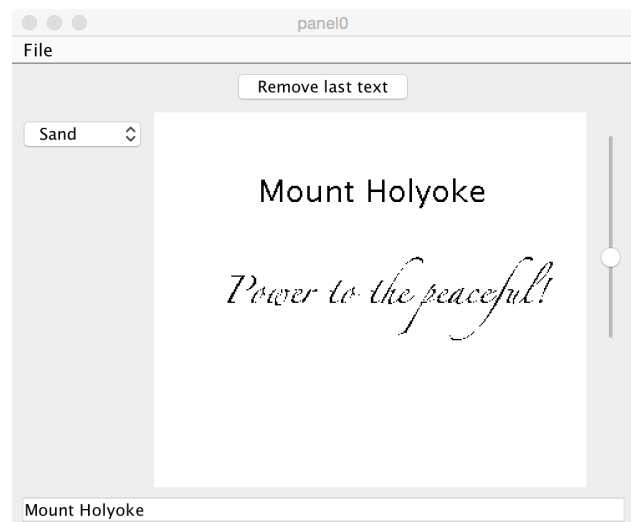 panel0
File
Remove last text
Sand
Mount Holyoke
Power to the peaceful!
Mount Holyoke